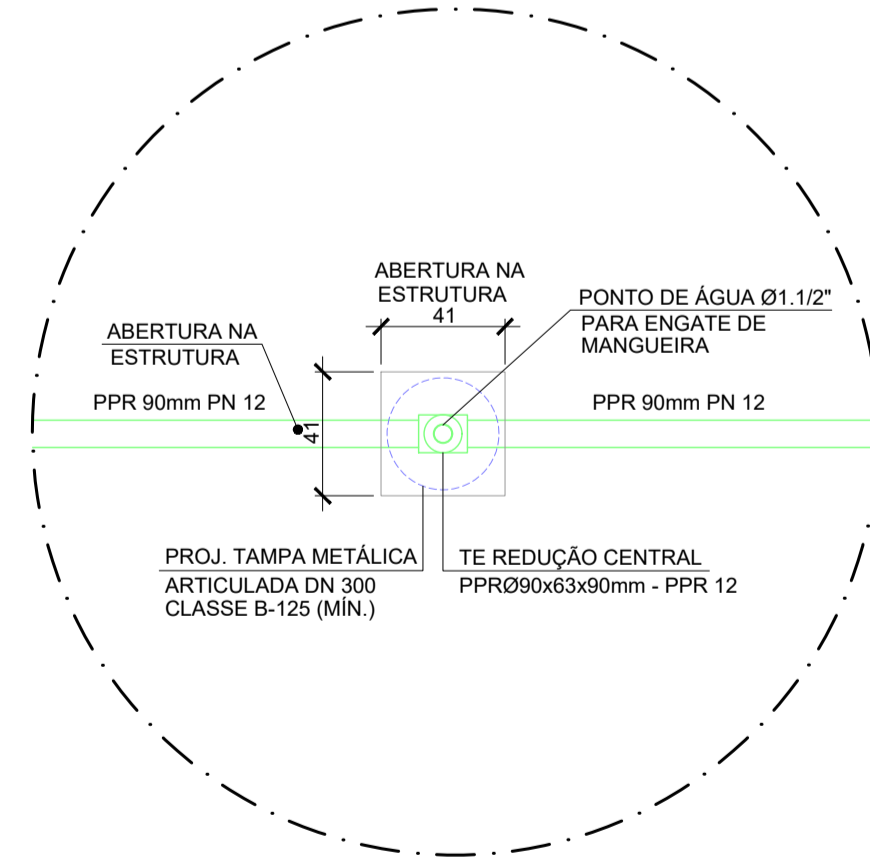 ABERTURA NA
ESTRUTURA
41
PONTO DE ÁGUA Ø1.1/2"
PARA ENGATE DE
MANGUEIRA
ABERTURA NA
ESTRUTURA
PPR 90mm PN 12
41
PPR 90mm PN 12
PROJ. TAMPA METÁLICA
ARTICULADA DN 300
CLASSE B-125 (MÍN.)
TE REDUÇÃO CENTRAL
PPRØ90x63x90mm - PPR 12